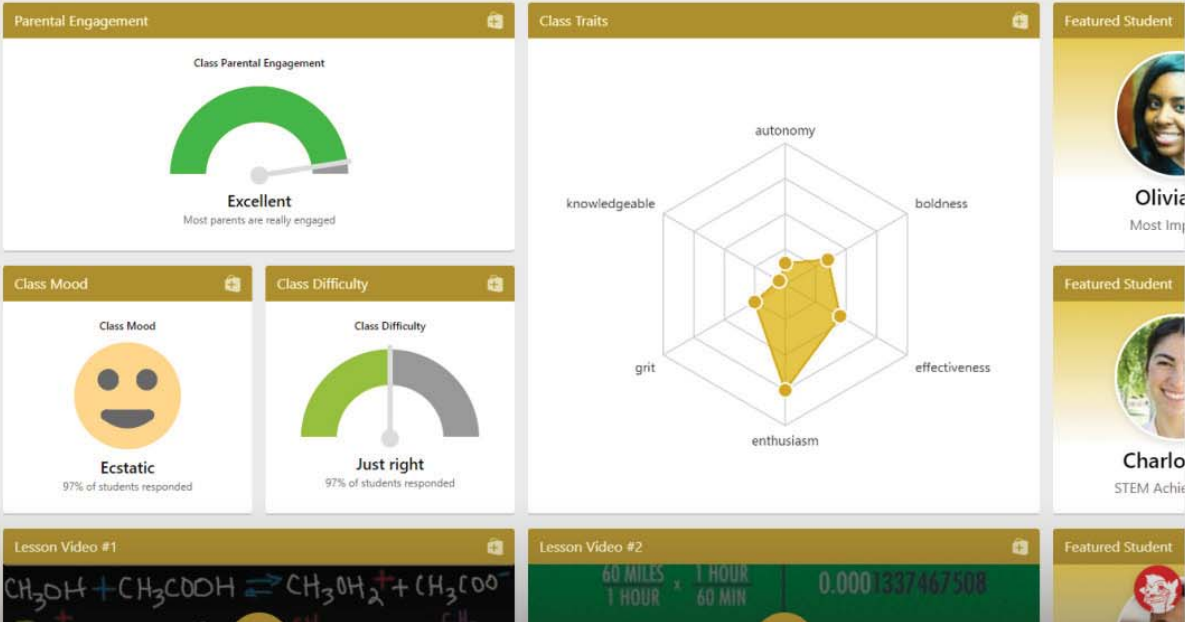 Parental Engagement
Class Parental Engagement
Excellent
Most parents are really engaged
Class Traits
autonomy
knowledgeable
boldness
grit
effectiveness
enthusiasm
Featured Student
Olivia
Most
Class Mood
Class Mood
Ecstatic
97% of students responded
Class Difficulty
Class Difficulty
Just right
97% of students responded
Featured Student
STEM
Lesson Video #1
CH₃OH + CH₃COOH ⇌ CH₃OH₂⁺ + CH₃COO⁻
Lesson Video #2
60 MILES x 1 HOUR
1 HOUR 60 MIN
0.0001337467508
Featured Student